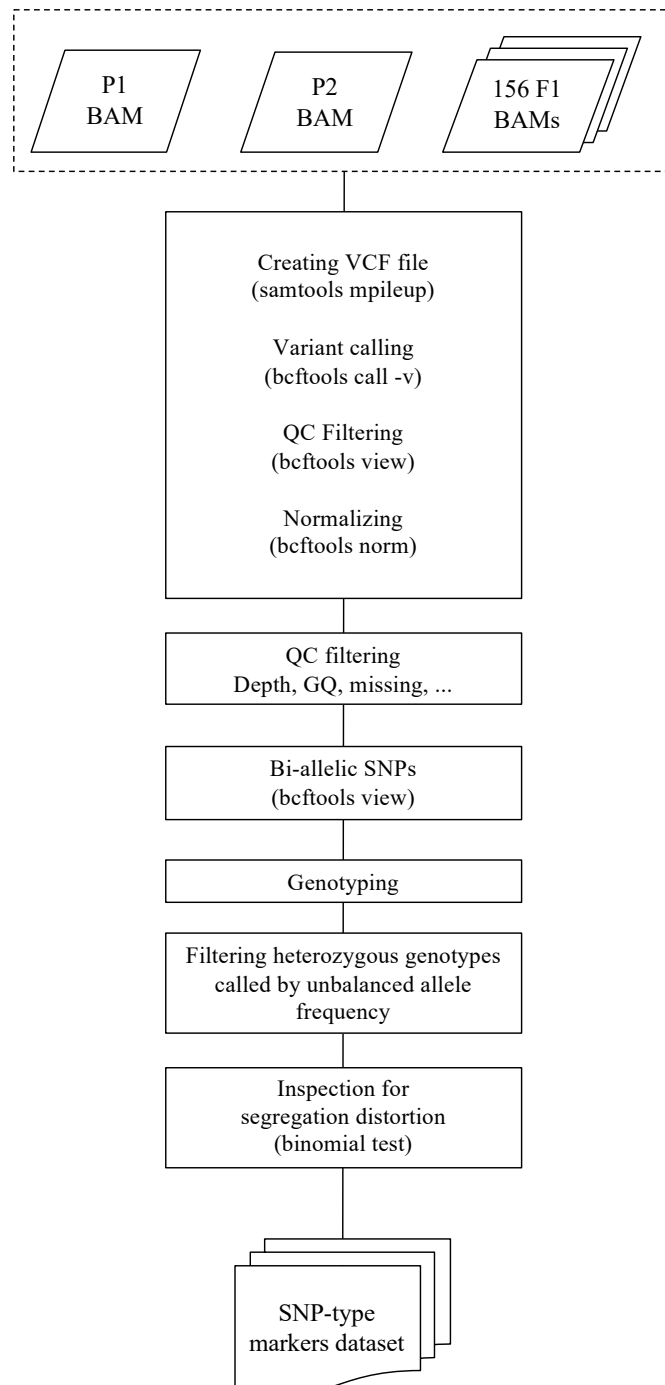 P1
BAM
P2
BAM
156 F1
BAMs
Creating VCF file
(samtools mpileup)
Variant calling
(bcftools call -v)
QC Filtering
(bcftools view)
Normalizing
(bcftools norm)
QC filtering
Depth, GQ, missing, ...
Bi-allelic SNPs
(bcftools view)
Genotyping
Filtering heterozygous genotypes
called by unbalanced allele
frequency
Inspection for
segregation distortion
(binomial test)
SNP-type
markers dataset